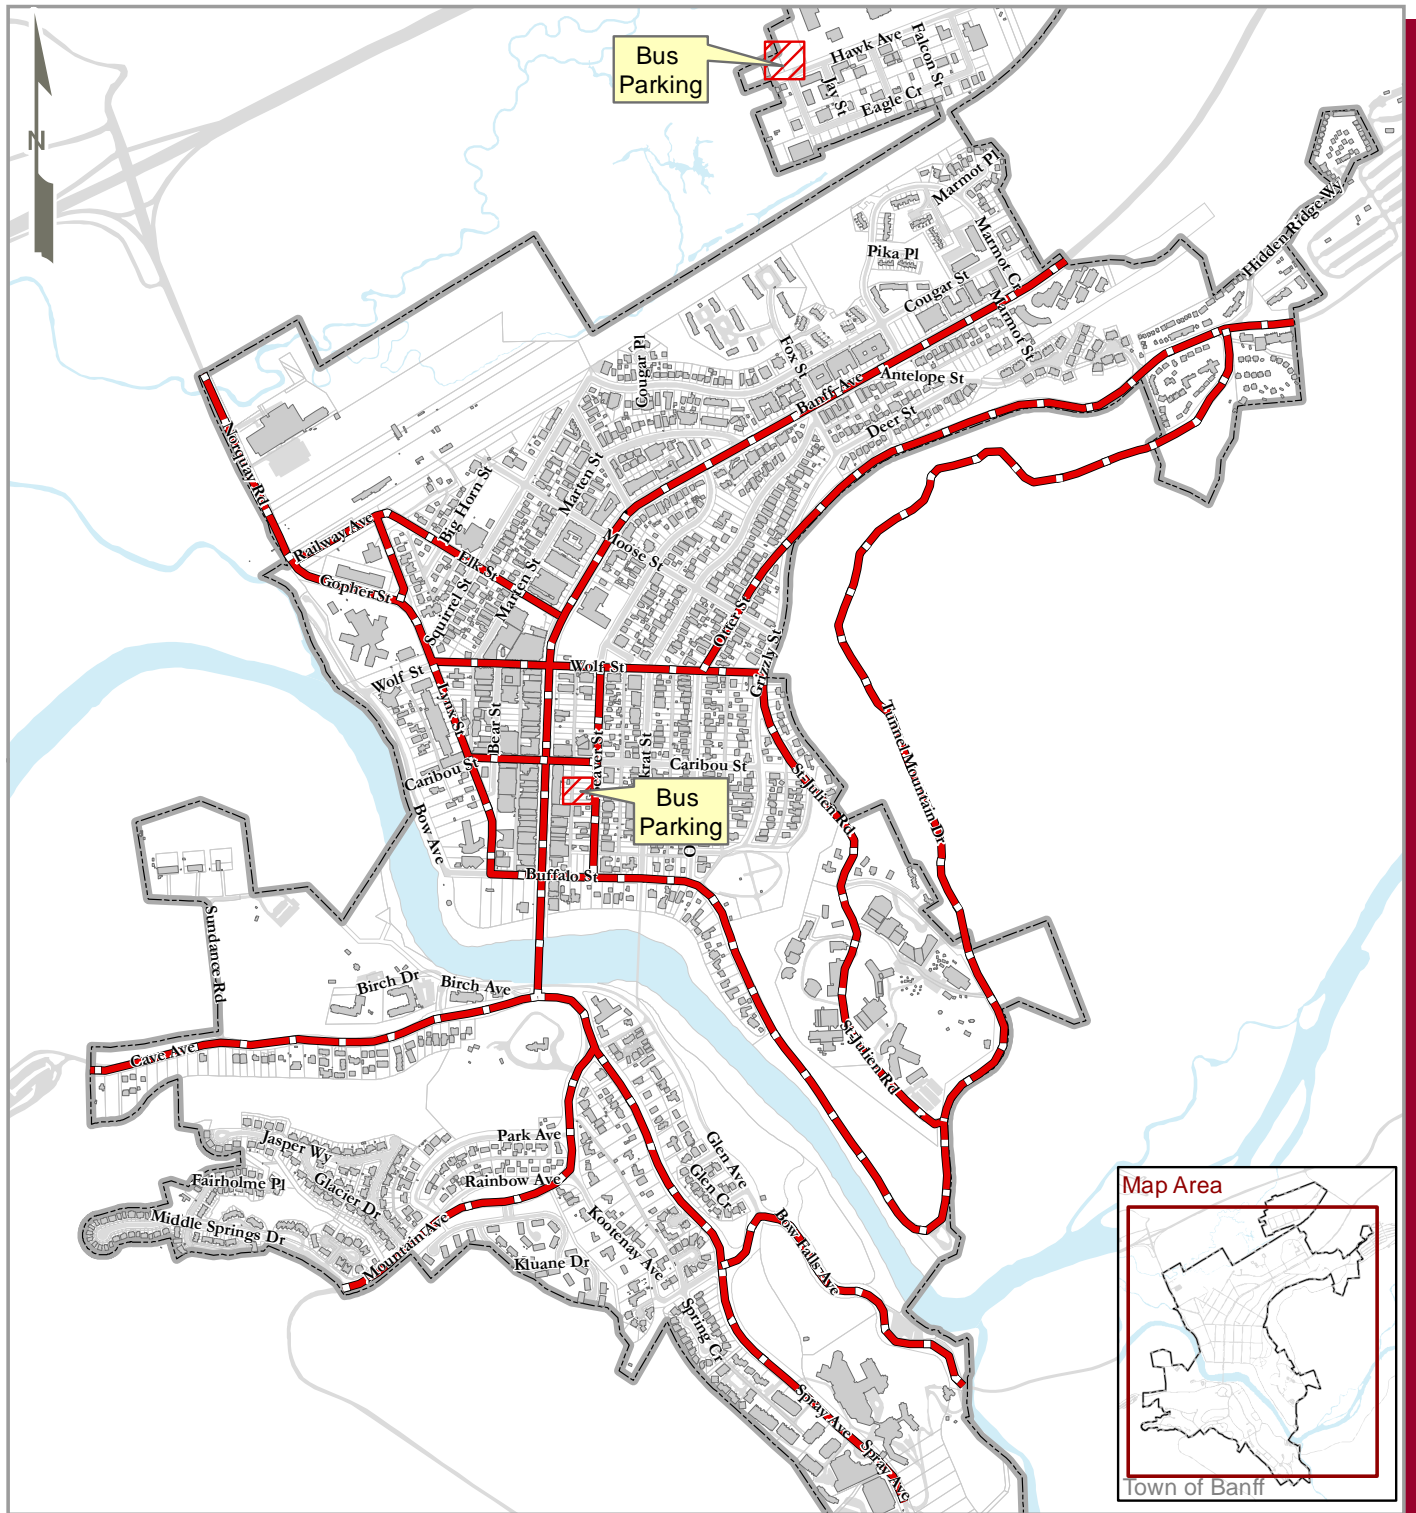 Bus
Parking
Hawk Ave
Falcon St
Jay St
Eagle Cr
N
Marmot Pl
Hidden Ridge Wy
Marmot Cr
Pika Pl
Cougar St
Marmot St
Fox St
Cougar Pl
Banff Ave
Antelope St
Deer St
Norquay Rd
Big Horn St
Marten St
Railway Ave
Moose St
Elk St
Gopher St
Squirrel St
Marten St
Otter St
Grizzly St
Wolf St
Wolf St
Lynx St
Bear St
Tunnel Mountain Dr
Caribou St
Caribou St
St Julien Rd
Bus
Parking
Bow Ave
Buffalo St
Sundance Rd
Birch Dr
Birch Ave
Cave Ave
St Julien Rd
Park Ave
Jasper Wy
Glen Ave
Rainbow Ave
Glen Cr
Fairholme Pl
Glacier Dr
Middle Springs Dr
Mountain Ave
Kootenay Ave
Bow Falls Ave
Kluane Dr
Spring Cr
Spray Ave
Spray Ave
Map Area
Town of Banff